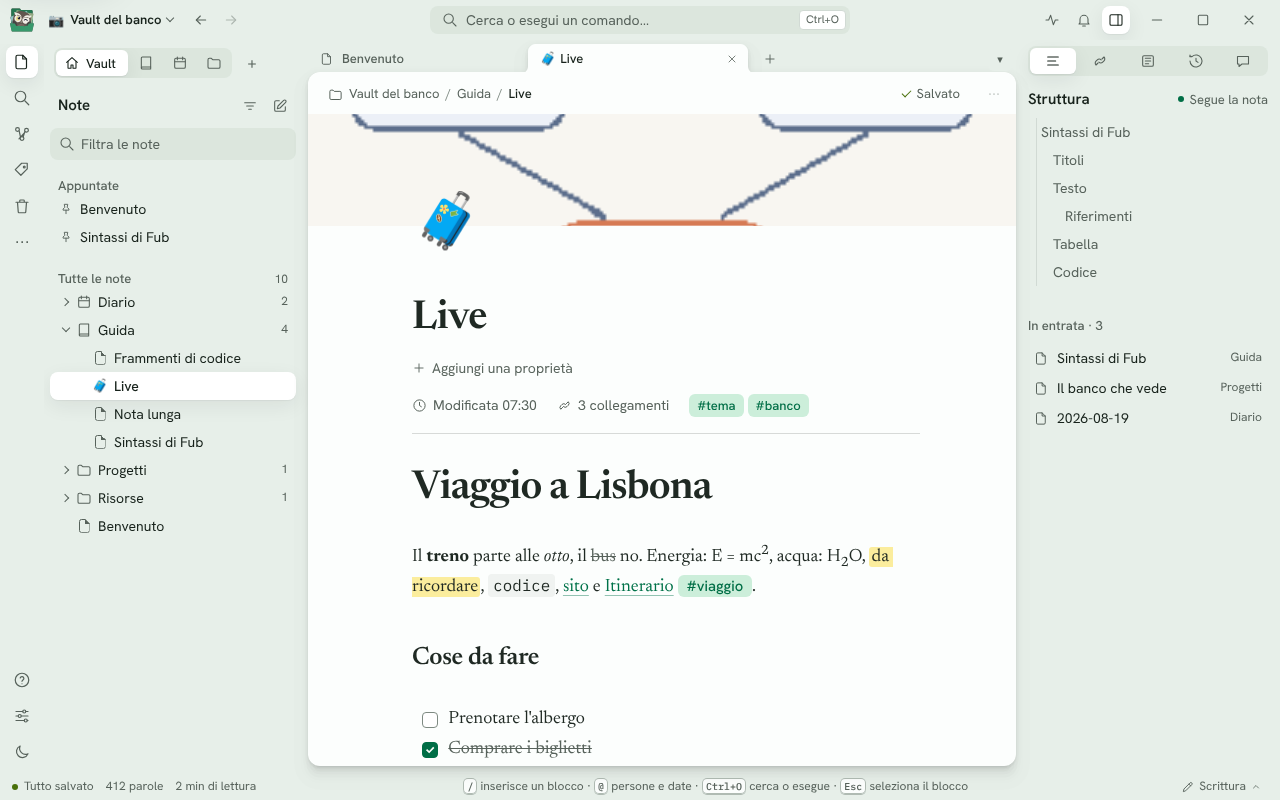 Vault del banco
Cerca o esegui un comando…
Ctrl+O
Vault
Benvenuto
Live
Note
Filtra le note
Appuntate
Benvenuto
Sintassi di Fub
Tutte le note 10
Diario 2
Guida 4
Frammenti di codice
Live
Nota lunga
Sintassi di Fub
Progetti 1
Risorse 1
Benvenuto
Vault del banco / Guida / Live
Salvato
Live
Aggiungi una proprietà
Modificata 07:30 3 collegamenti #tema #banco
Viaggio a Lisbona
Il treno parte alle otto, il bus no. Energia: E = mc², acqua: H₂O, da
ricordare, codice, sito e Itinerario #viaggio.
Cose da fare
Prenotare l'albergo
Comprare i biglietti
Struttura
Segue la nota
Sintassi di Fub
Titoli
Testo
Riferimenti
Tabella
Codice
In entrata · 3
Sintassi di Fub Guida
Il banco che vede Progetti
2026-08-19 Diario
Tutto salvato 412 parole 2 min di lettura
/ inserisce un blocco · @ persone e date · Ctrl+O cerca o esegue · Esc seleziona il blocco
Scrittura